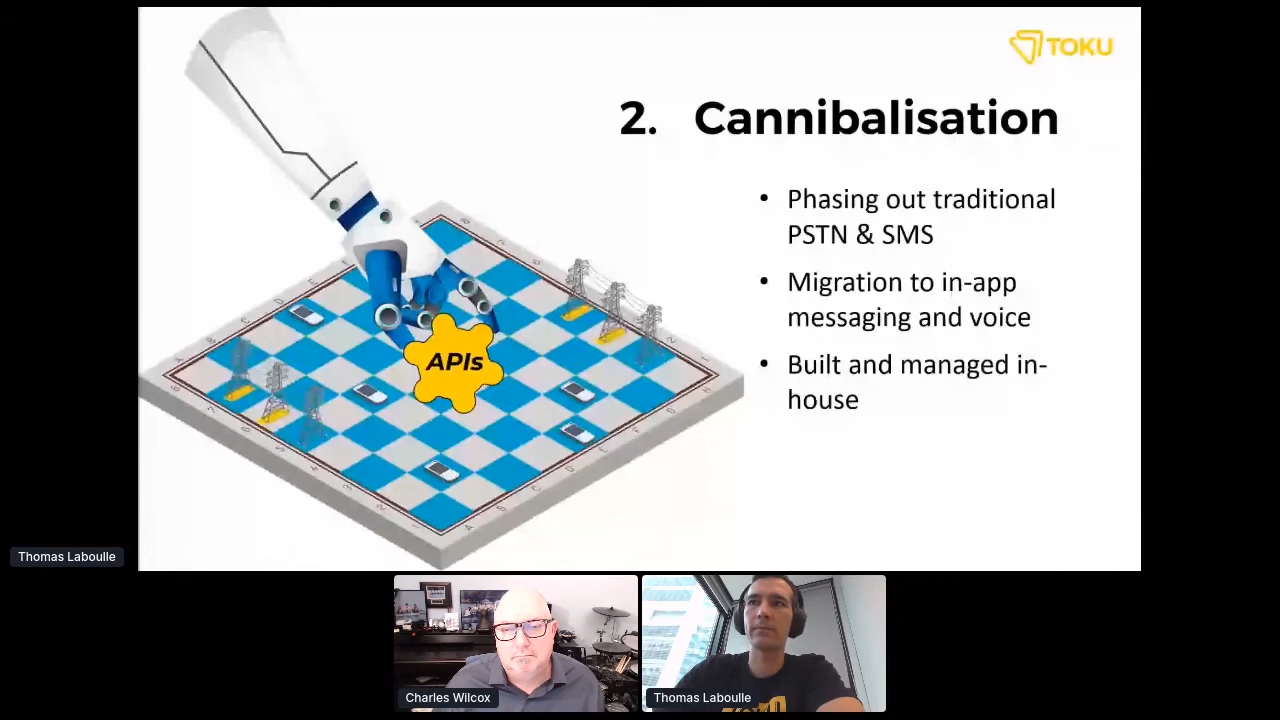 TOKU
2. Cannibalisation
• Phasing out traditional
PSTN & SMS
• Migration to in-app
messaging and voice
• Built and managed in-
house
APIs
Thomas Laboulle
Charles Wilcox
Thomas Laboulle